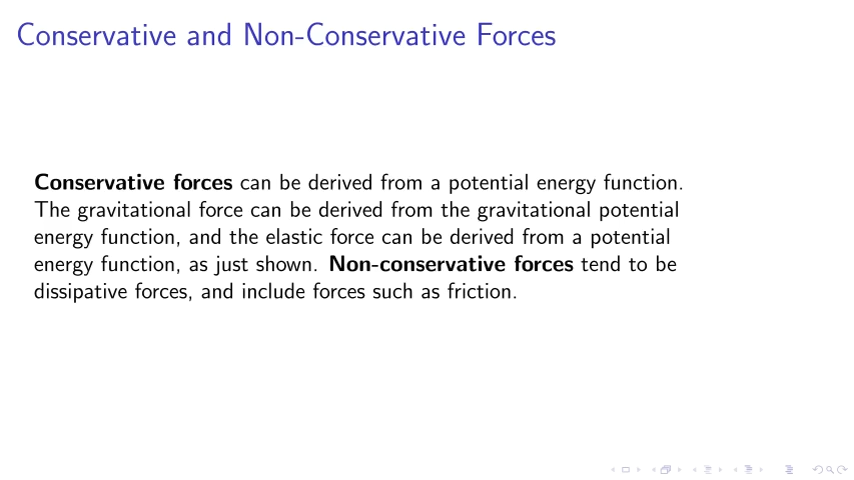 Conservative and Non-Conservative Forces
Conservative forces can be derived from a potential energy function.
The gravitational force can be derived from the gravitational potential
energy function, and the elastic force can be derived from a potential
energy function, as just shown. Non-conservative forces tend to be
dissipative forces, and include forces such as friction.